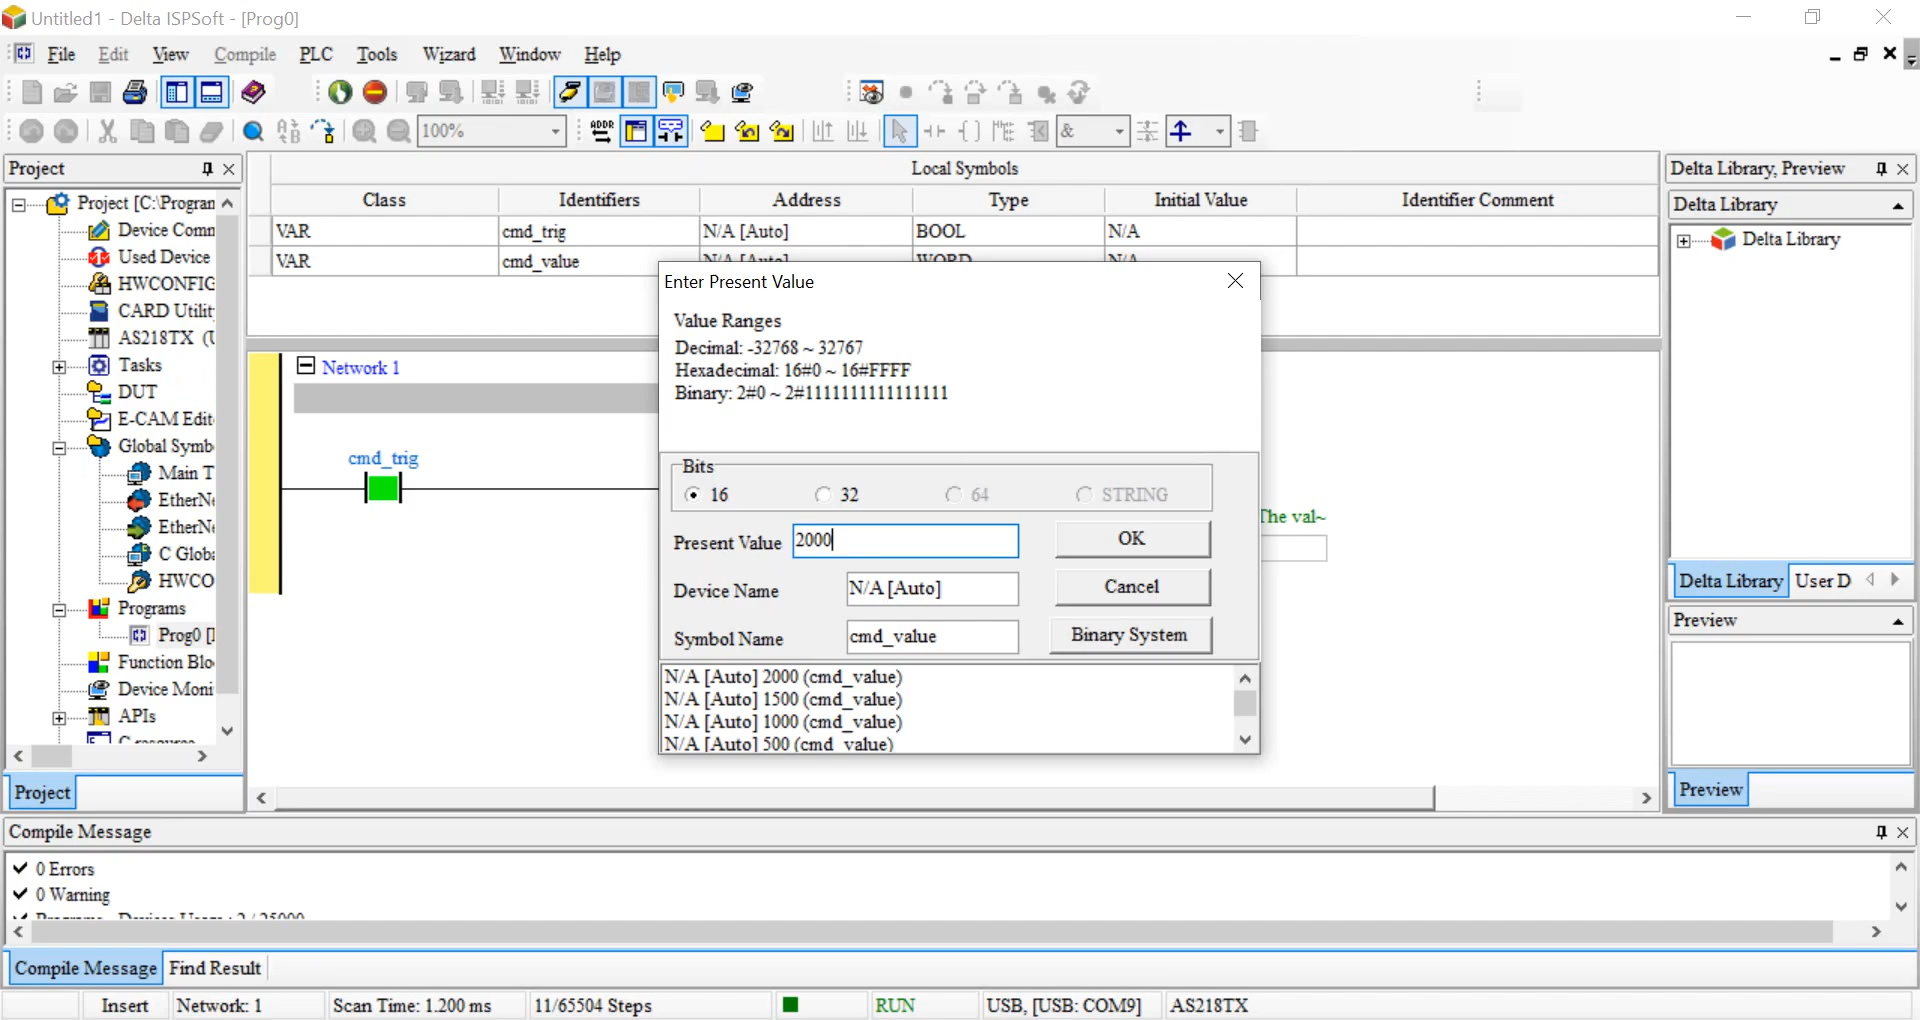 Untitled1 - Delta ISPSoft - [Prog0]
File Edit View Compile PLC Tools Wizard Window Help
100%
ADDR
&
Project
Project [C:\Program
Device Comm
Used Device
HWCONFIG
CARD Utilit
AS218TX (U
Tasks
DUT
E-CAM Edit
Global Symb
Main T
EtherNe
EtherNe
C Globa
HWCO
Programs
Prog0 [
Function Blo
Device Moni
APIs
C resource
Project
Local Symbols
Class Identifiers Address Type Initial Value Identifier Comment
VAR cmd_trig N/A [Auto] BOOL N/A
VAR cmd_value N/A [Auto] WORD N/A
Network 1
cmd_trig
The val~
Enter Present Value
Value Ranges
Decimal: -32768 ~ 32767
Hexadecimal: 16#0 ~ 16#FFFF
Binary: 2#0 ~ 2#1111111111111111
Bits
16 32 64 STRING
Present Value 2000 OK
Device Name N/A [Auto] Cancel
Symbol Name cmd_value Binary System
N/A [Auto] 2000 (cmd_value)
N/A [Auto] 1500 (cmd_value)
N/A [Auto] 1000 (cmd_value)
N/A [Auto] 500 (cmd_value)
Delta Library, Preview
Delta Library
Delta Library
Delta Library User D
Preview
Preview
Compile Message
0 Errors
0 Warning
Programs - Devices Usage : 2 / 25000
Compile Message Find Result
Insert Network: 1 Scan Time: 1.200 ms 11/65504 Steps RUN USB, [USB: COM9] AS218TX